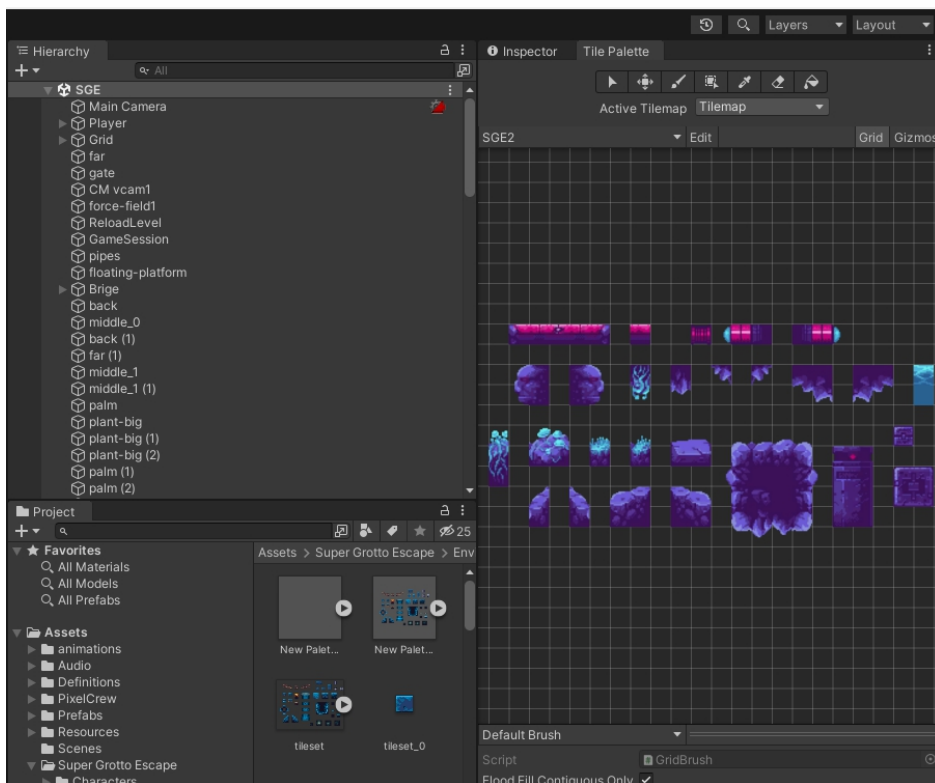 Layers
Layout
Hierarchy
All
SGE
Main Camera
Player
Grid
far
gate
CM vcam1
force-field1
ReloadLevel
GameSession
pipes
floating-platform
Brige
back
middle_0
back (1)
far (1)
middle_1
middle_1 (1)
palm
plant-big
plant-big (1)
plant-big (2)
palm (1)
palm (2)
Project
25
Favorites
All Materials
All Models
All Prefabs
Assets
animations
Audio
Definitions
PixelCrew
Prefabs
Resources
Scenes
Super Grotto Escape
Characters
Assets > Super Grotto Escape > Env
New Palet...
New Palet...
tileset
tileset_0
Inspector
Tile Palette
Active Tilemap Tilemap
SGE2
Edit
Grid
Gizmos
Default Brush
Script
GridBrush
Flood Fill Contiguous Only